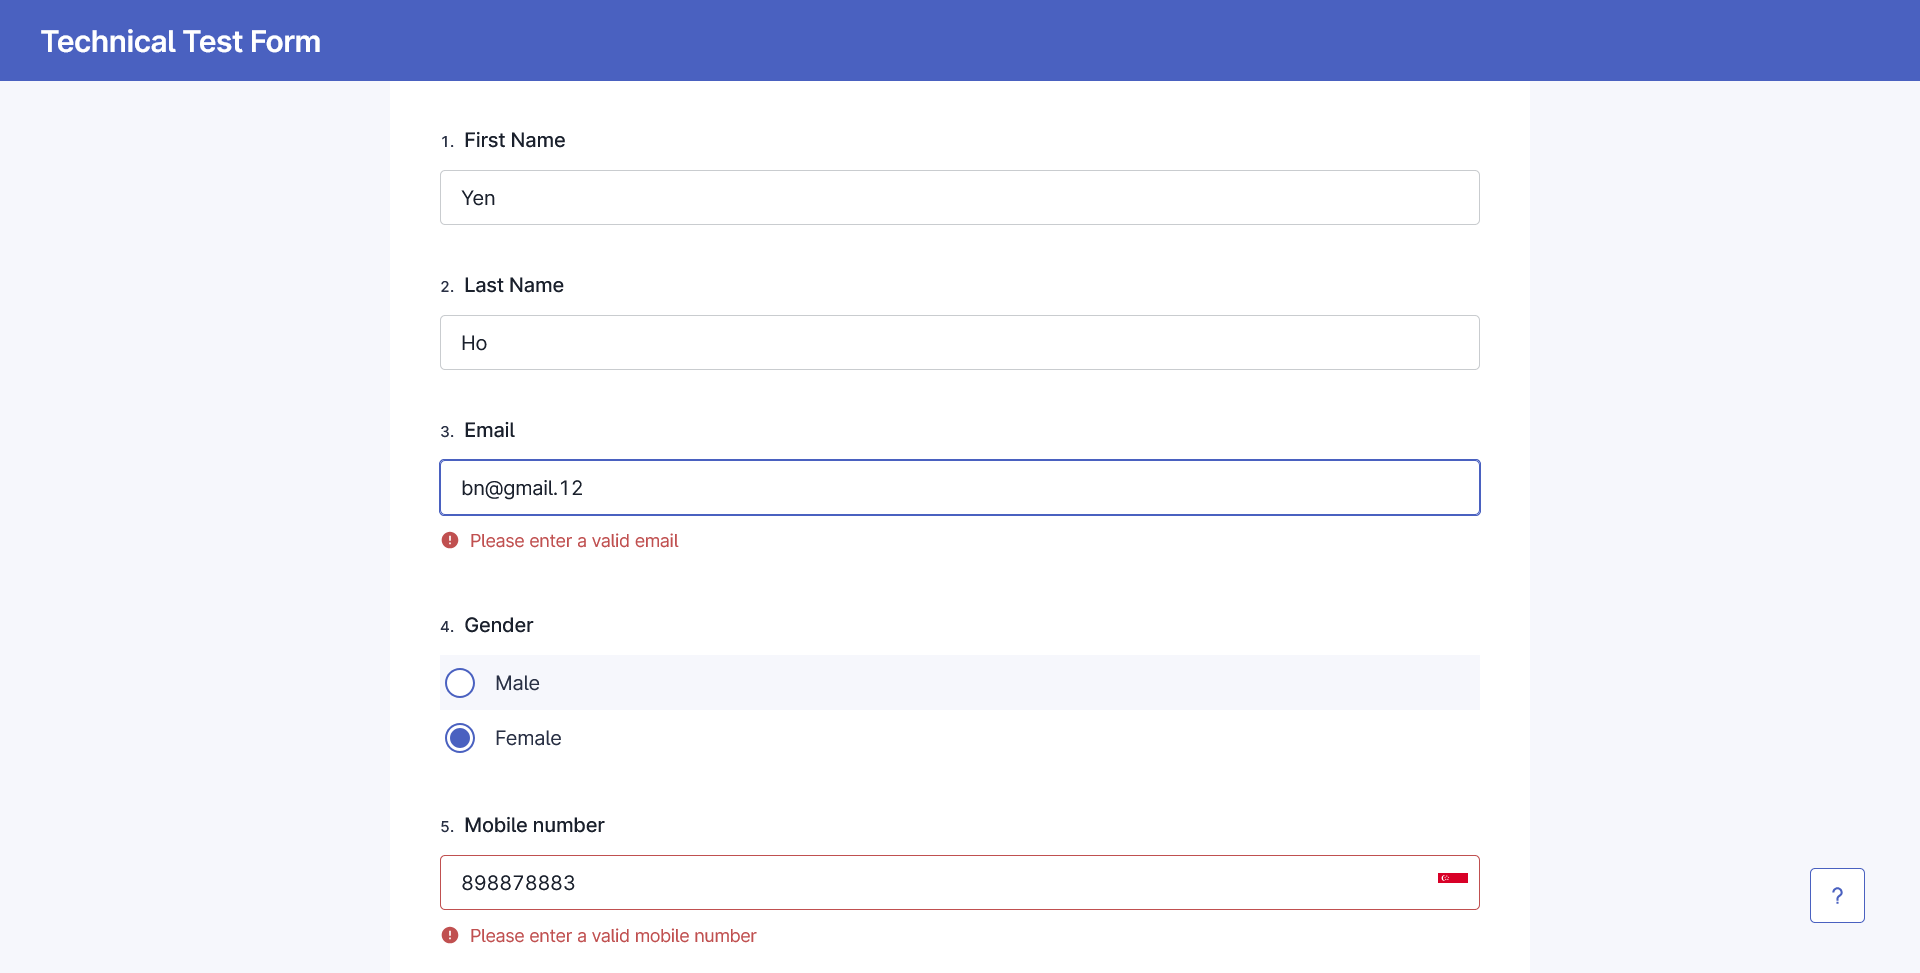 Technical Test Form
1. First Name
Yen
2. Last Name
Ho
3. Email
bn@gmail.12
Please enter a valid email
4. Gender
Male
Female
5. Mobile number
898878883
Please enter a valid mobile number
?